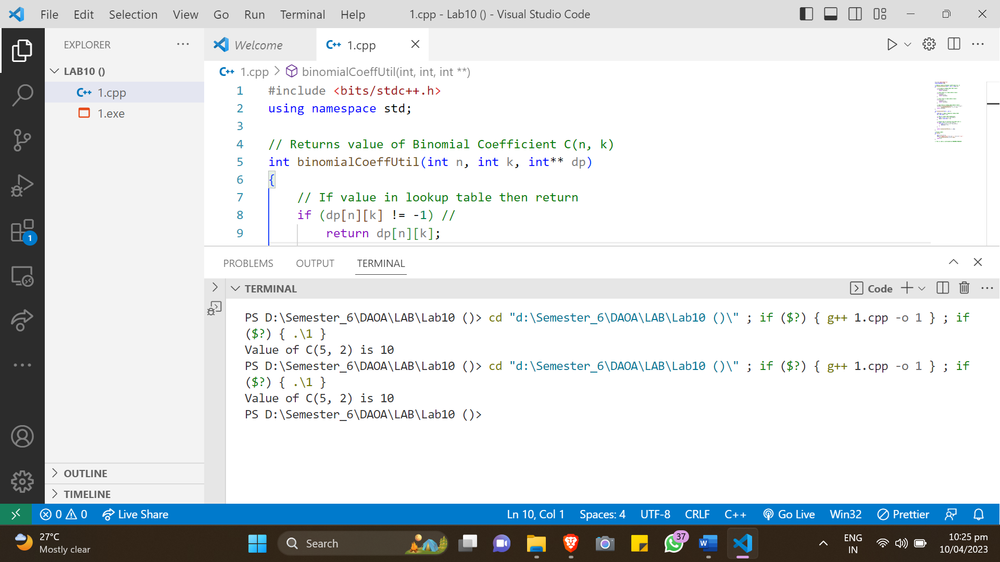 File Edit Selection View Go Run Terminal Help
1.cpp - Lab10 () - Visual Studio Code
EXPLORER
LAB10 ()
C++ 1.cpp
1.exe
OUTLINE
TIMELINE
1
Welcome
C++ 1.cpp
C++ 1.cpp > binomialCoeffUtil(int, int, int **)
1 #include <bits/stdc++.h>
2 using namespace std;
3
4 // Returns value of Binomial Coefficient C(n, k)
5 int binomialCoeffUtil(int n, int k, int** dp)
6 {
7 // If value in lookup table then return
8 if (dp[n][k] != -1) //
9 return dp[n][k];
PROBLEMS OUTPUT TERMINAL
TERMINAL
Code
PS D:\Semester_6\DAOA\LAB\Lab10 ()> cd "d:\Semester_6\DAOA\LAB\Lab10 ()\" ; if ($?) { g++ 1.cpp -o 1 } ; if
($?) { .\1 }
Value of C(5, 2) is 10
PS D:\Semester_6\DAOA\LAB\Lab10 ()> cd "d:\Semester_6\DAOA\LAB\Lab10 ()\" ; if ($?) { g++ 1.cpp -o 1 } ; if
($?) { .\1 }
Value of C(5, 2) is 10
PS D:\Semester_6\DAOA\LAB\Lab10 ()>
0 0 Live Share
Ln 10, Col 1 Spaces: 4 UTF-8 CRLF C++ Go Live Win32 Prettier
27°C
Mostly clear
Search
37
W
ENG
IN
10:25 pm
10/04/2023